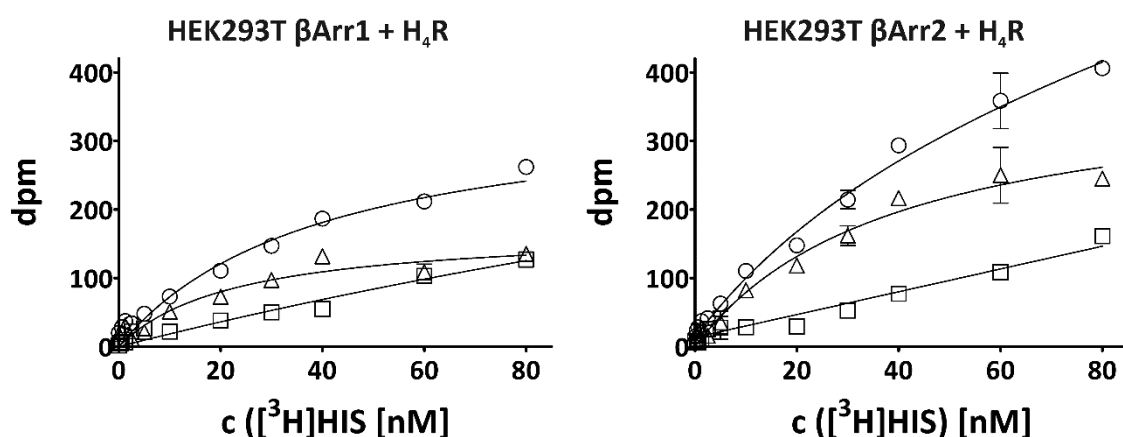 HEK293T βArr1 + H₄R
400
300
200
100
0
dpm
0 20 40 60 80
c ([³H]HIS [nM]
HEK293T βArr2 + H₄R
400
300
200
100
0
dpm
0 20 40 60 80
c ([³H]HIS) [nM]